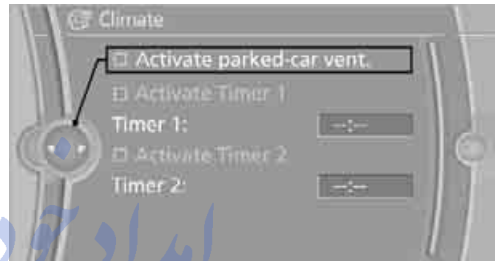 Climate
Activate parked-car vent.
Activate Timer 1
Timer 1: --:--
Activate Timer 2
Timer 2: --:--